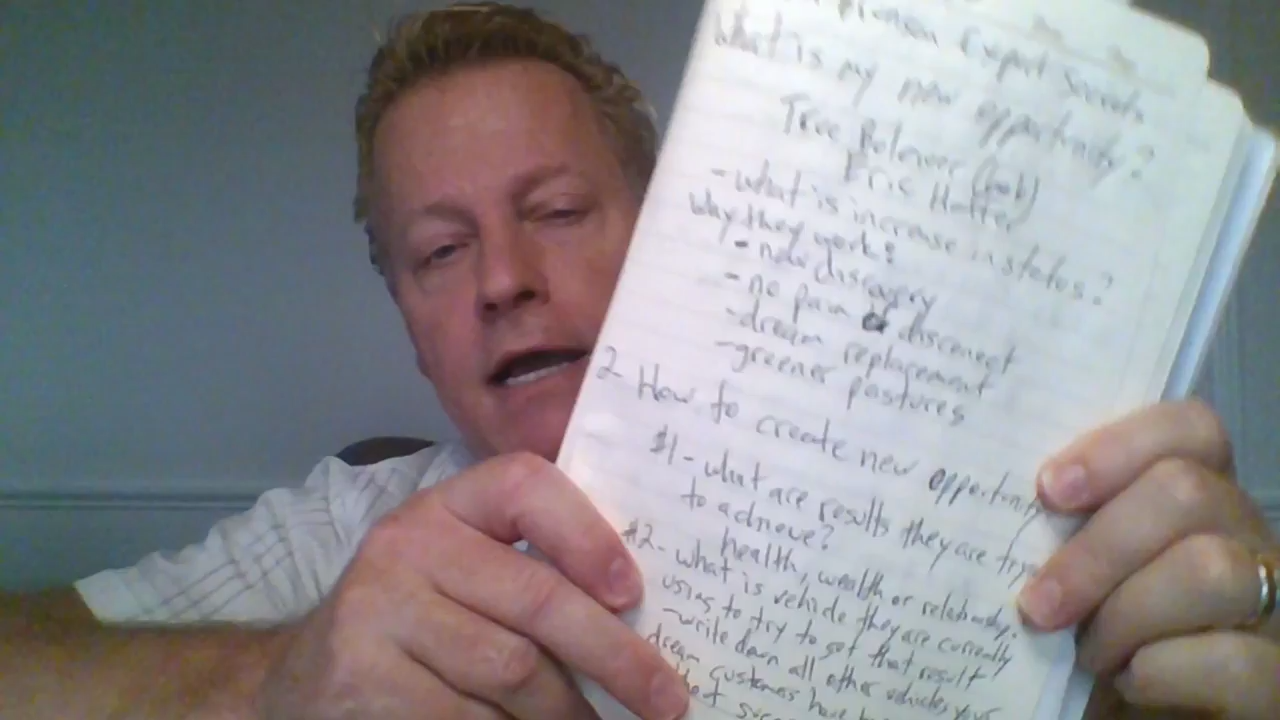 Expert Secrets
What is my new opportunity?
True Believer (book)
Eric Hoffer
- what is increase in status?
Why they work:
- new discovery
- no pain of disconnect
- dream replacement
- greener pastures
2 How to create new opportunity
#1 - what are results they are trying
to achieve?
health, wealth or relationship.
#2 - what is vehicle they are currently
using to try to get that result
- write down all other vehicles your
dream customers have